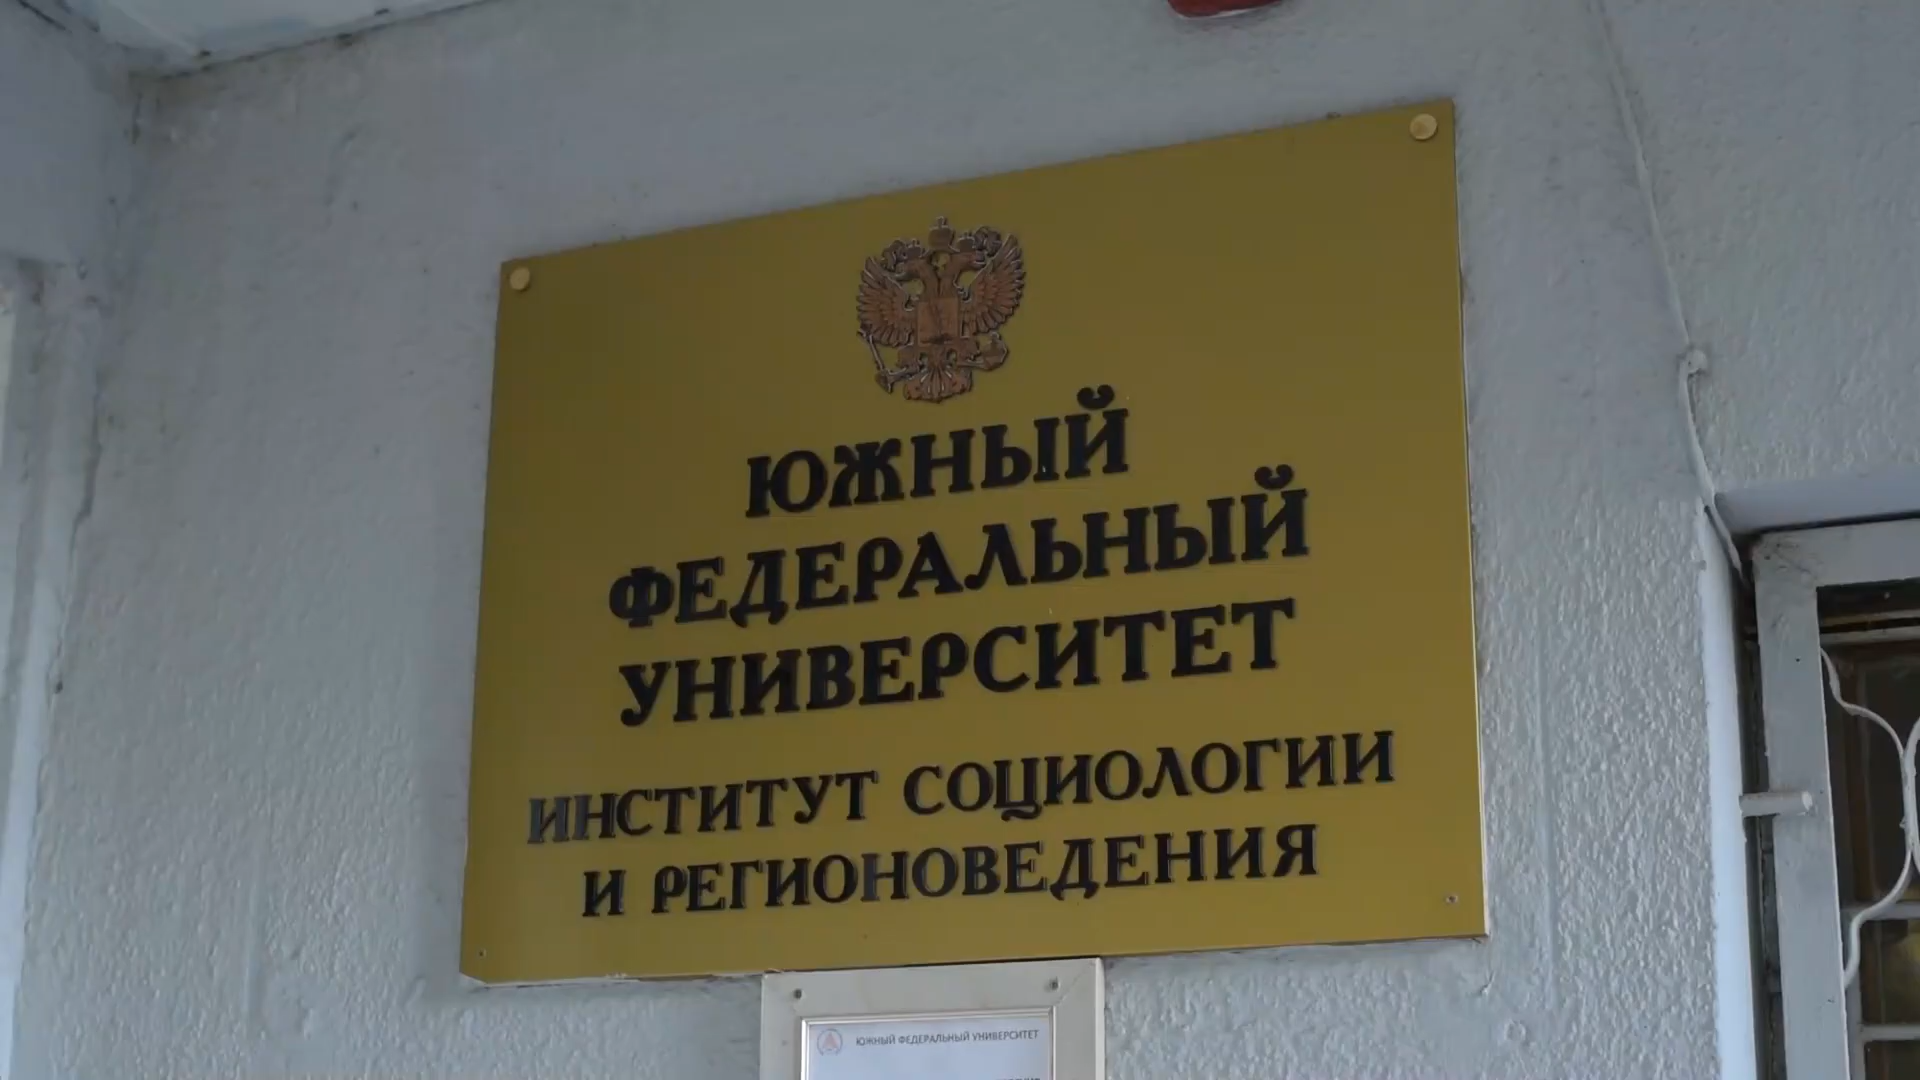 ЮЖНЫЙ
ФЕДЕРАЛЬНЫЙ
УНИВЕРСИТЕТ
ИНСТИТУТ СОЦИОЛОГИИ
И РЕГИОНОВЕДЕНИЯ
ЮЖНЫЙ ФЕДЕРАЛЬНЫЙ УНИВЕРСИТЕТ